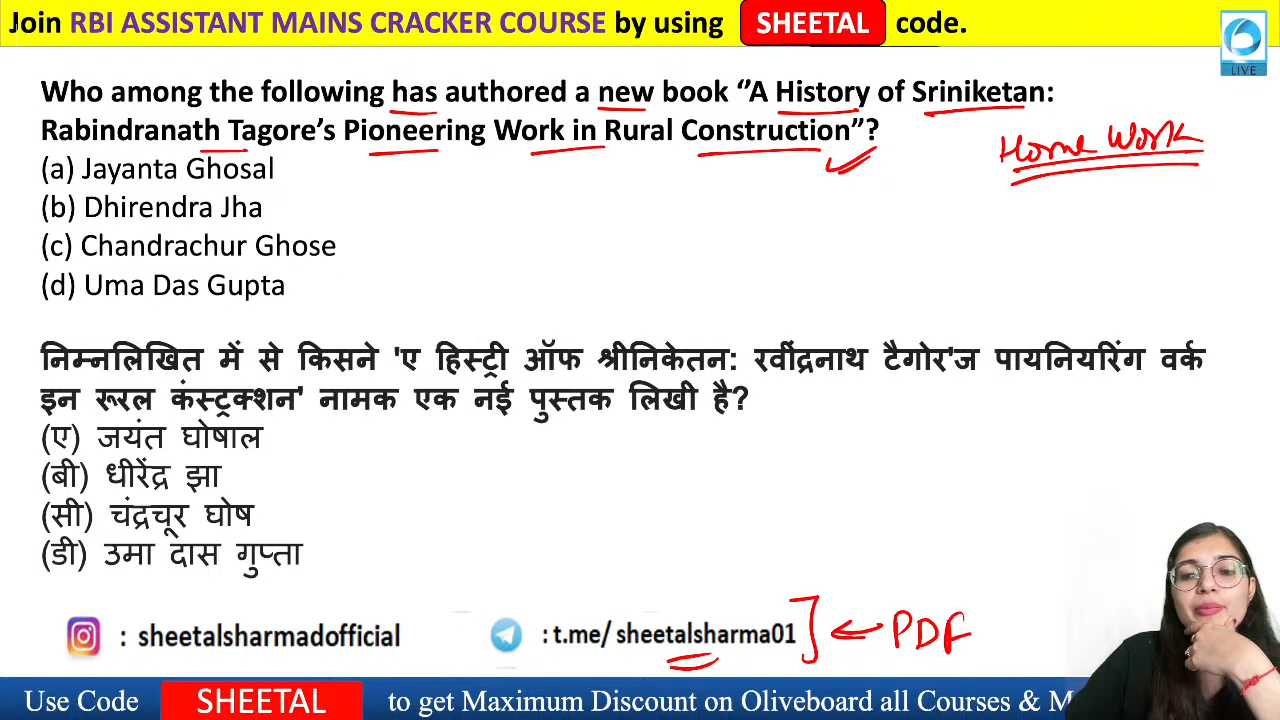 Join RBI ASSISTANT MAINS CRACKER COURSE by using SHEETAL code.
LIVE
Who among the following has authored a new book ‘’A History of Sriniketan:
Rabindranath Tagore’s Pioneering Work in Rural Construction”?
Home Work
(a) Jayanta Ghosal
(b) Dhirendra Jha
(c) Chandrachur Ghose
(d) Uma Das Gupta
निम्नलिखित में से किसने 'ए हिस्ट्री ऑफ श्रीनिकेतन: रवींद्रनाथ टैगोर'ज पायनियरिंग वर्क
इन रूरल कंस्ट्रक्शन' नामक एक नई पुस्तक लिखी है?
(ए) जयंत घोषाल
(बी) धीरेंद्र झा
(सी) चंद्रचूर घोष
(डी) उमा दास गुप्ता
: sheetalsharmadofficial : t.me/ sheetalsharma01 PDF
Use Code SHEETAL to get Maximum Discount on Oliveboard all Courses & M